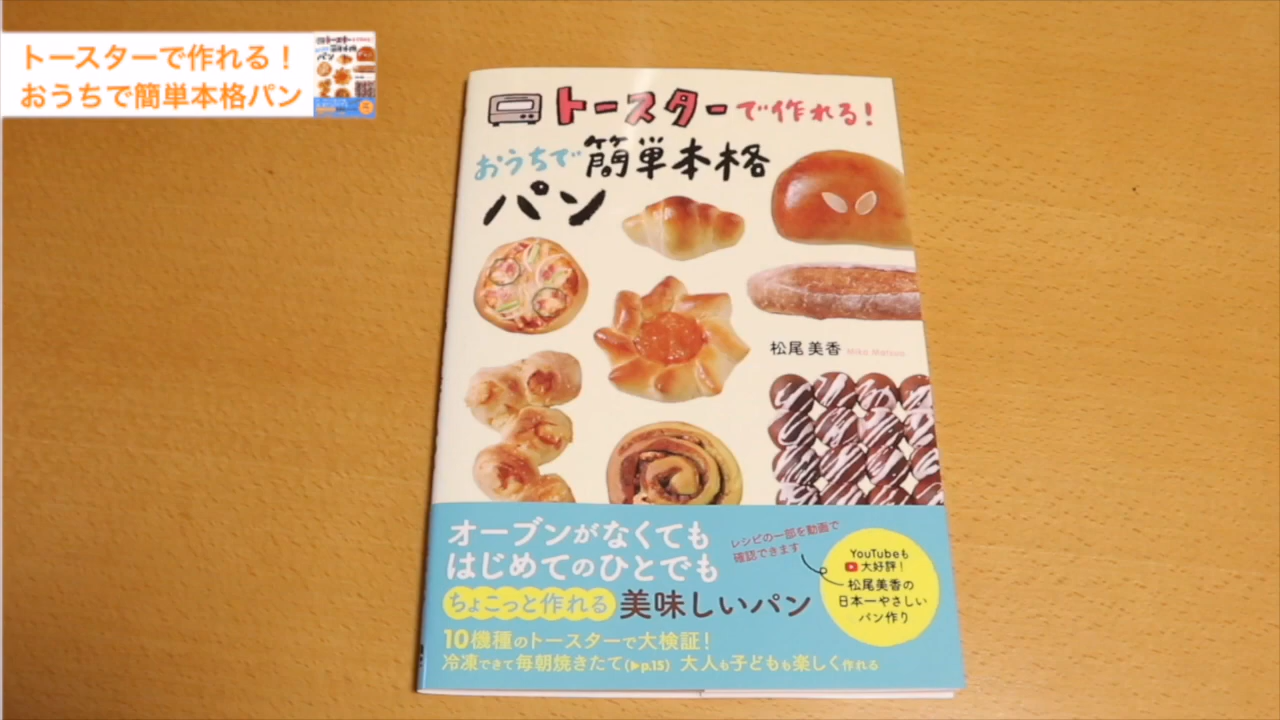 トースターで作れる！
おうちで簡単本格パン
トースターで作れる！
おうちで簡単本格
パン
松尾 美香 Mika Matsuo
オーブンがなくても
はじめてのひとでも
ちょこっと作れる 美味しいパン
レシピの一部を動画で
確認できます
YouTubeも
大好評！
松尾美香の
日本一やさしい
パン作り
10機種のトースターで大検証！
冷凍できて毎朝焼きたて(▶p.15) 大人も子どもも楽しく作れる